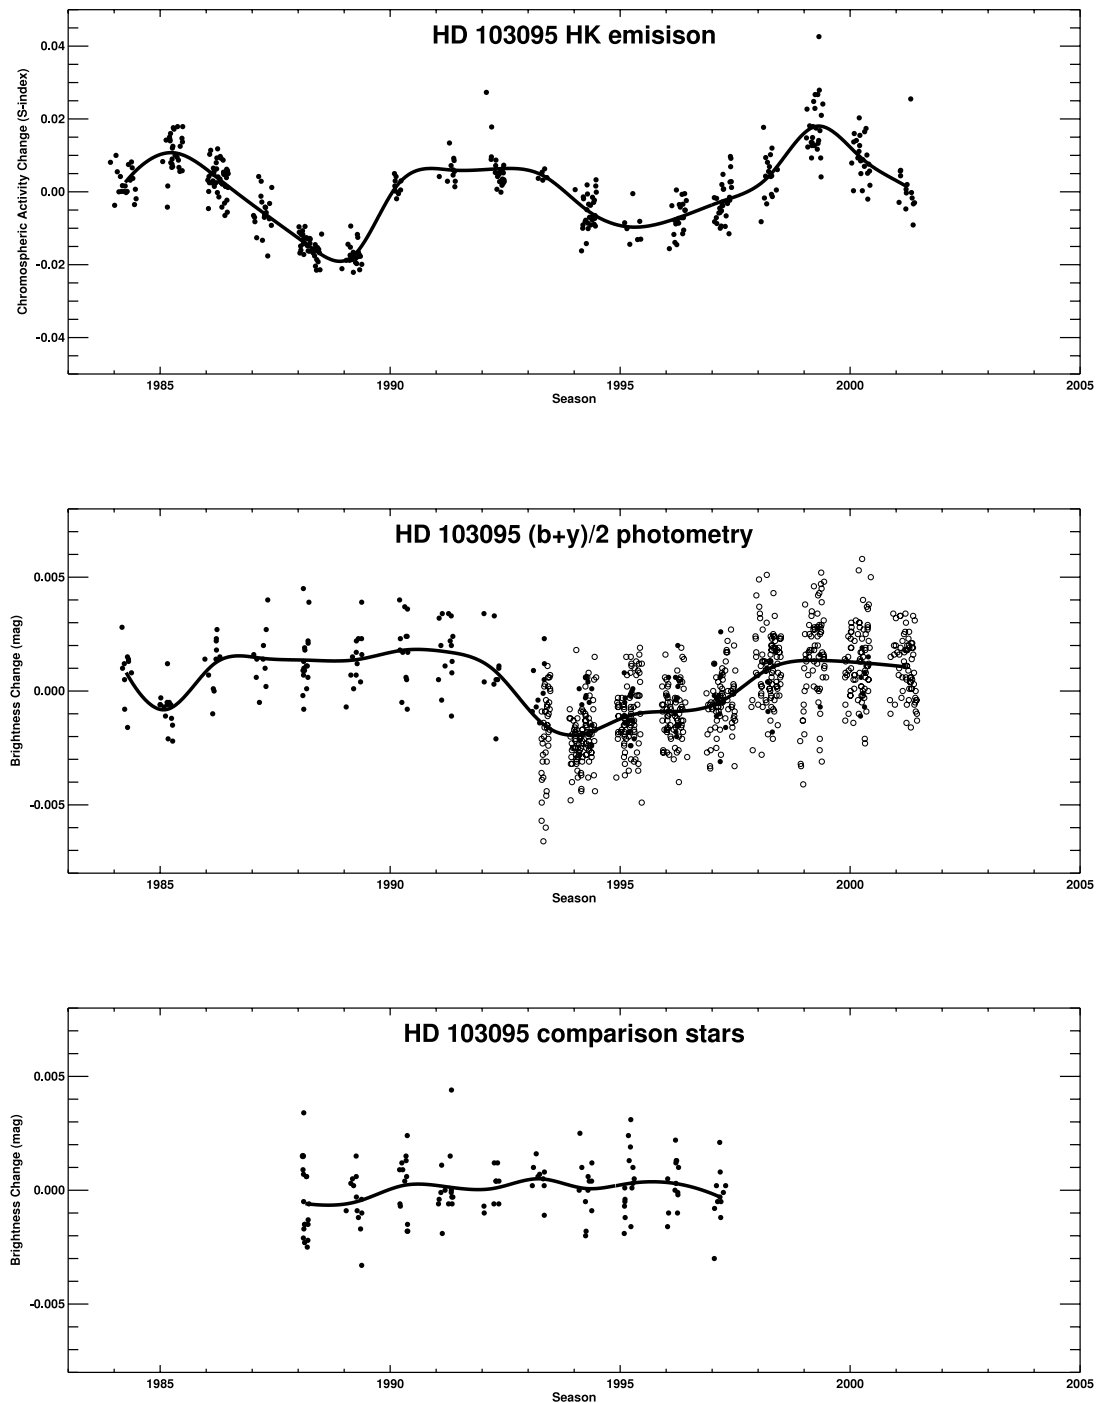 HD 103095 HK emisison
Chromospheric Activity Change (S-index)
0.04
0.02
0.00
-0.02
-0.04
1985 1990 1995 2000 2005
Season
HD 103095 (b+y)/2 photometry
Brightness Change (mag)
0.005
0.000
-0.005
1985 1990 1995 2000 2005
Season
HD 103095 comparison stars
Brightness Change (mag)
0.005
0.000
-0.005
1985 1990 1995 2000 2005
Season